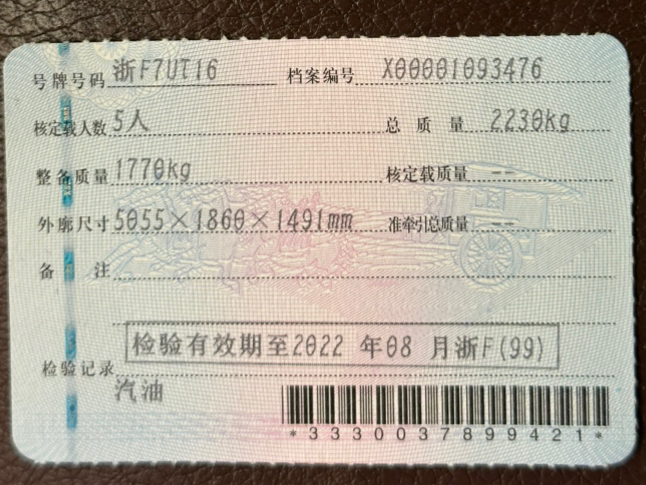 号牌号码 浙F7UT16 档案编号 X00001093476
核定载人数 5人 总质量 2230kg
整备质量 1770kg 核定载质量 --
外廓尺寸 5055×1860×1491mm 准牵引总质量 --
备注
检验有效期至2022 年08 月浙F(99)
检验记录
汽油
*3330037899421*